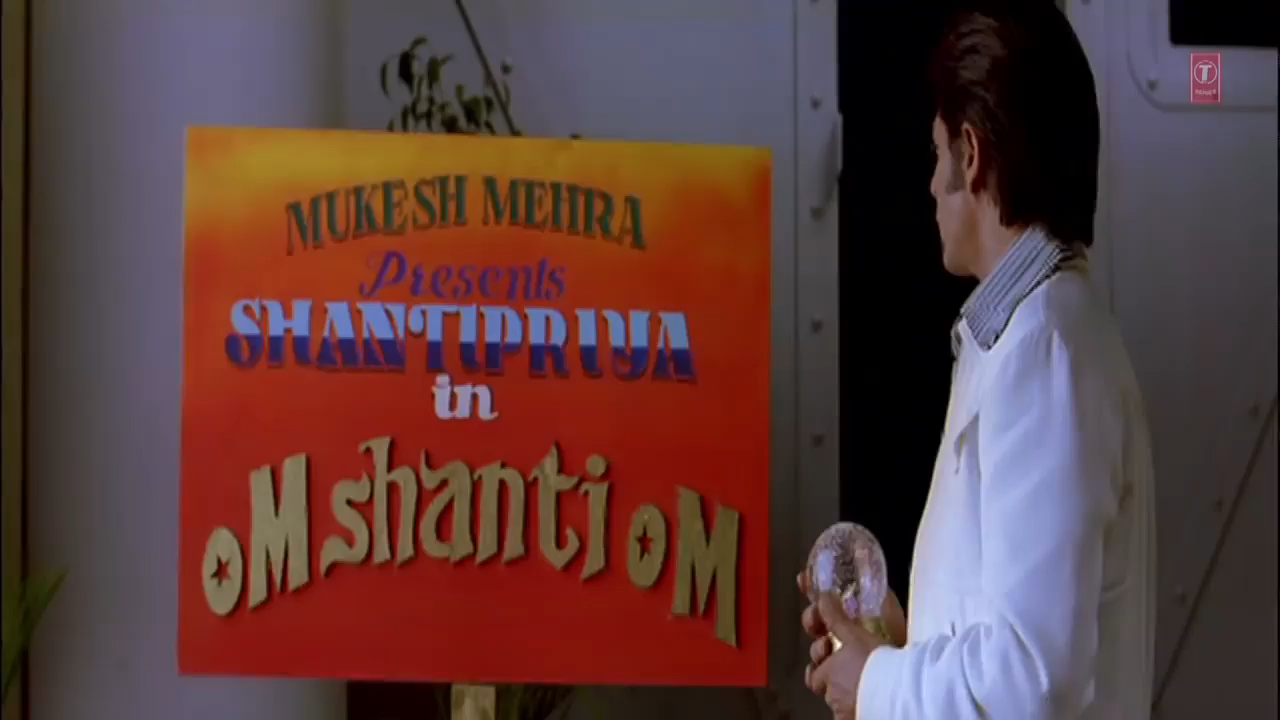 MUKESH MEHRA
Presents
SHANTIPRIYA
in
oM shanti oM
T